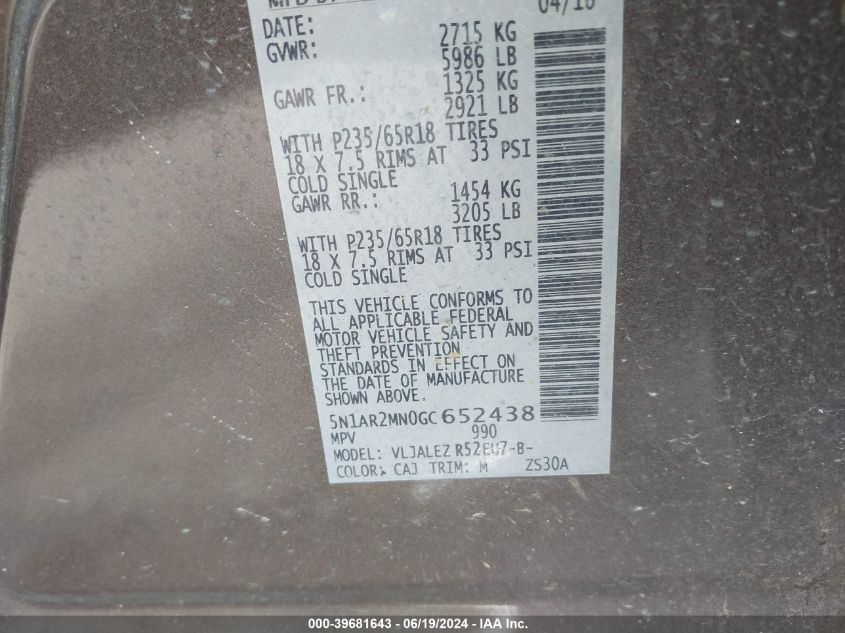 04/16
DATE:
GVWR: 2715 KG
5986 LB
GAWR FR.: 1325 KG
2921 LB
WITH P235/65R18 TIRES
18 X 7.5 RIMS AT 33 PSI
COLD SINGLE
GAWR RR.: 1454 KG
3205 LB
WITH P235/65R18 TIRES
18 X 7.5 RIMS AT 33 PSI
COLD SINGLE
THIS VEHICLE CONFORMS TO
ALL APPLICABLE FEDERAL
MOTOR VEHICLE SAFETY AND
THEFT PREVENTION
STANDARDS IN EFFECT ON
THE DATE OF MANUFACTURE
SHOWN ABOVE.
5N1AR2MN0GC652438
MPV 990
MODEL: VLJALEZ R52EU7-B-
COLOR: CAJ TRIM: M ZS30A
000-39681643 - 06/19/2024 - IAA Inc.